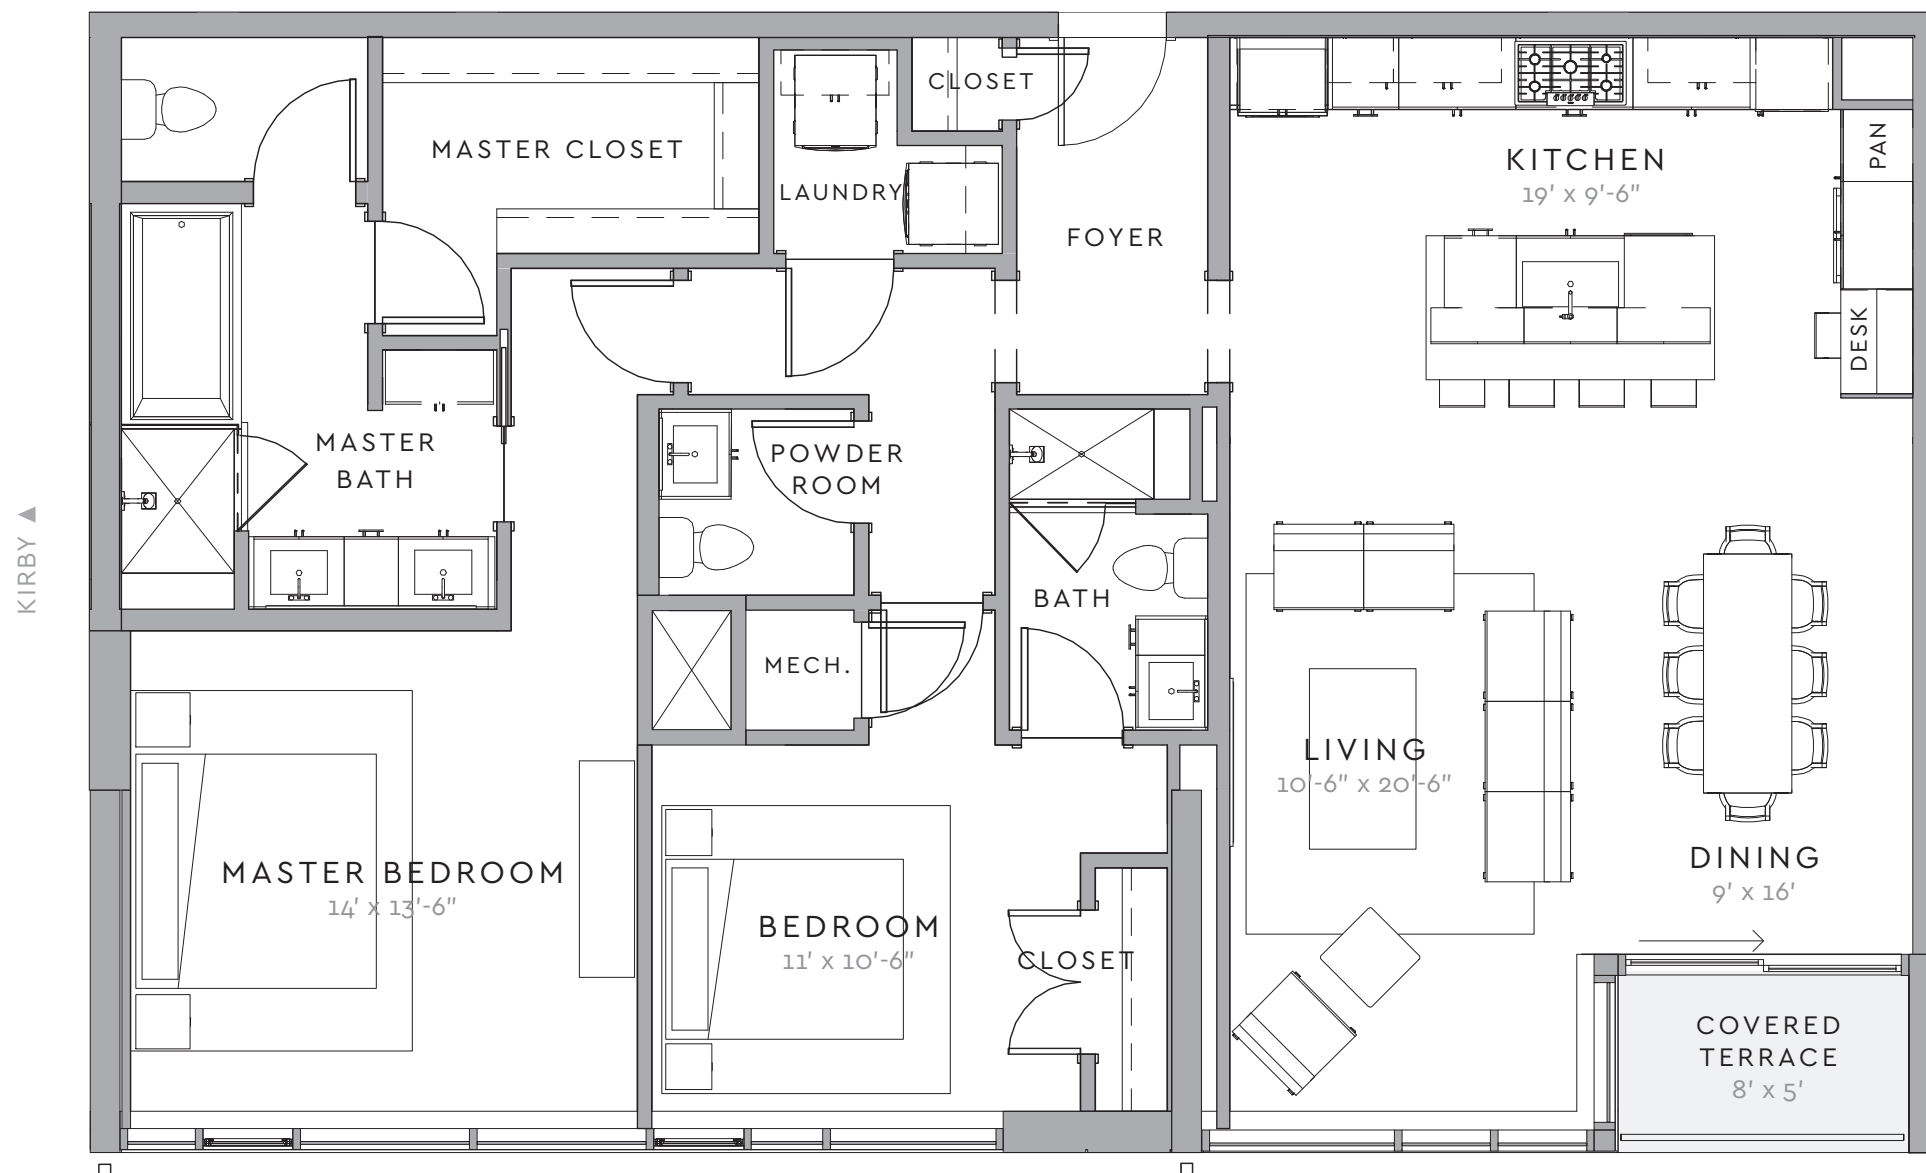 CLOSET
MASTER CLOSET
LAUNDRY
FOYER
KITCHEN
19' x 9'-6"
PAN
DESK
MASTER
BATH
POWDER
ROOM
KIRBY ▲
BATH
MECH.
LIVING
10'-6" x 20'-6"
DINING
9' x 16'
MASTER BEDROOM
14' x 13'-6"
BEDROOM
11' x 10'-6"
CLOSET
COVERED
TERRACE
8' x 5'